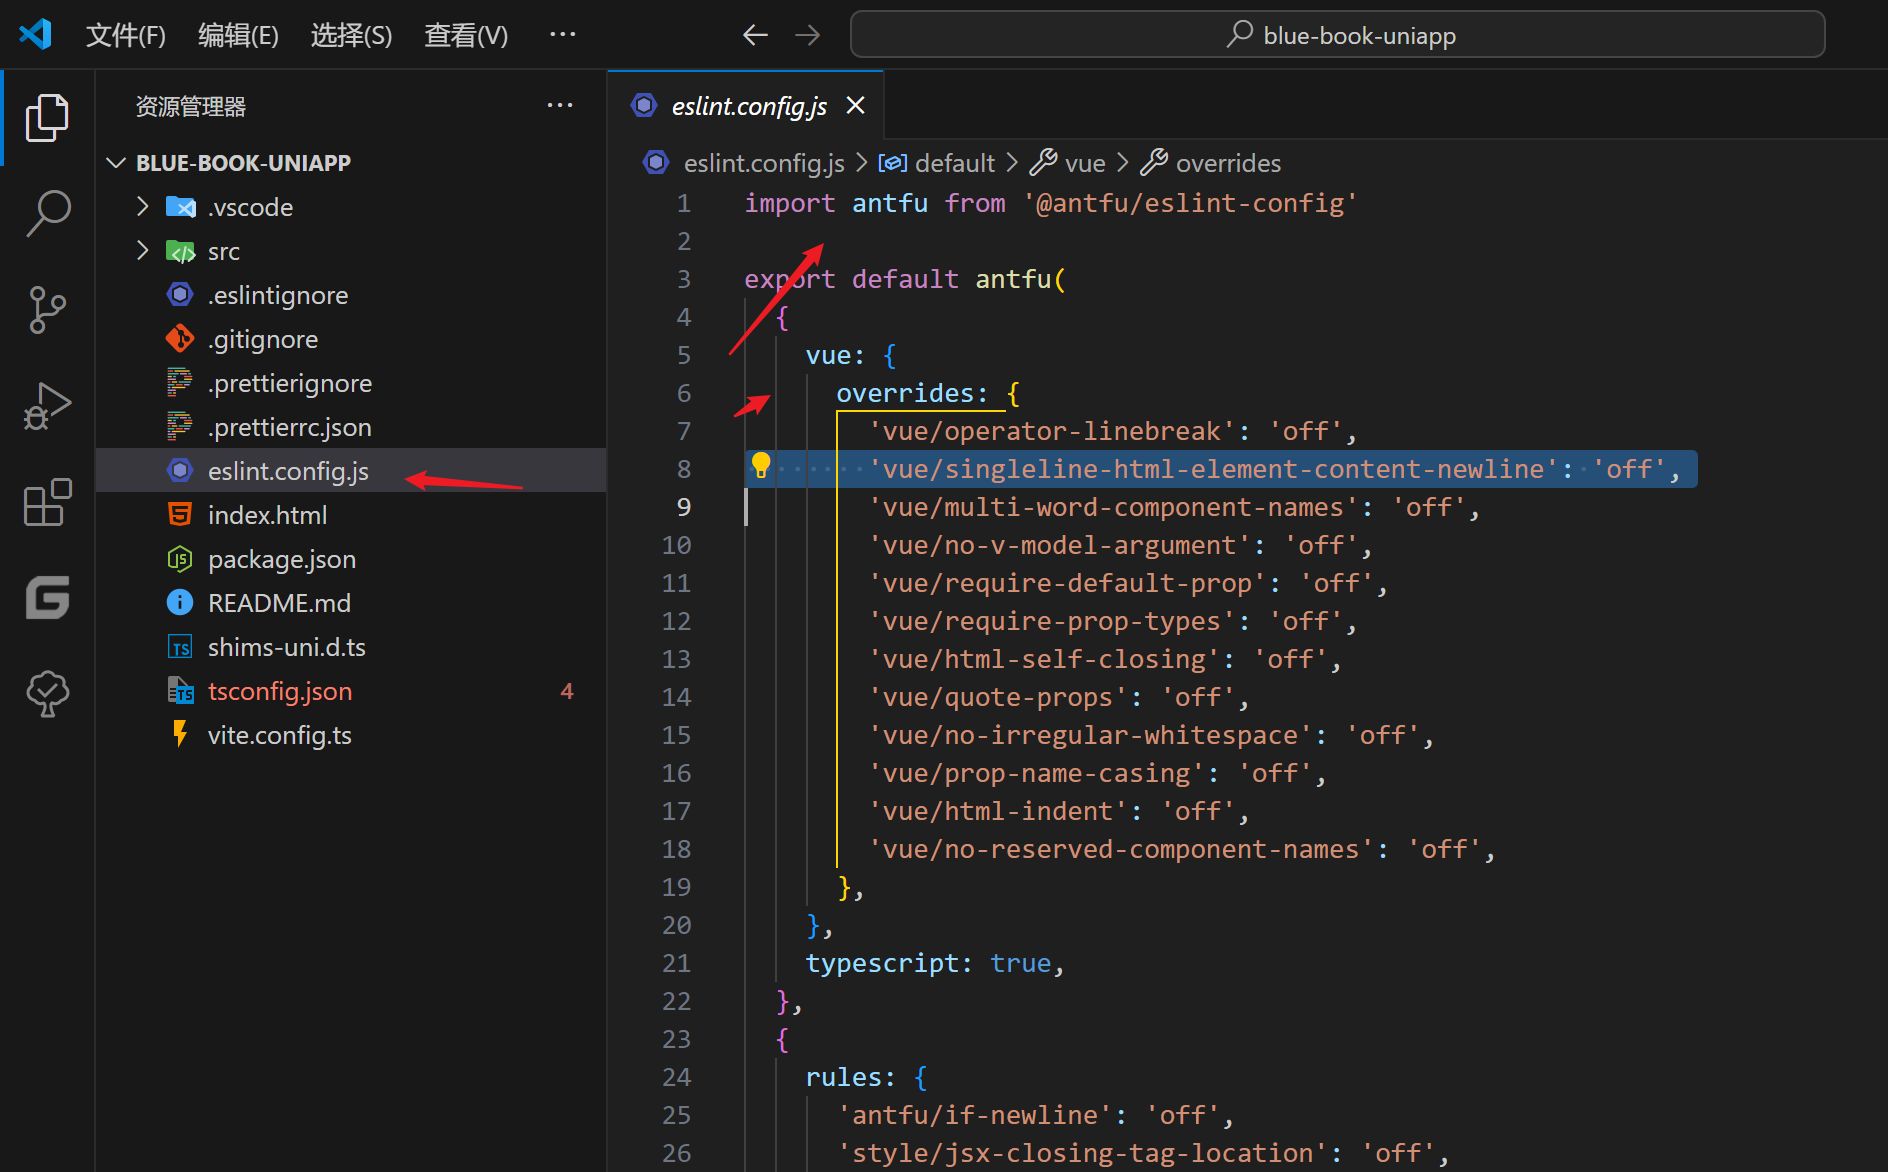 文件(F) 编辑(E) 选择(S) 查看(V) ··· blue-book-uniapp
资源管理器 ···
BLUE-BOOK-UNIAPP
.vscode
src
.eslintignore
.gitignore
.prettierignore
.prettierrc.json
eslint.config.js
index.html
package.json
README.md
shims-uni.d.ts
tsconfig.json 4
vite.config.ts
eslint.config.js
eslint.config.js > default > vue > overrides
1 import antfu from '@antfu/eslint-config'
2
3 export default antfu(
4 {
5 vue: {
6 overrides: {
7 'vue/operator-linebreak': 'off',
8 'vue/singleline-html-element-content-newline': 'off',
9 'vue/multi-word-component-names': 'off',
10 'vue/no-v-model-argument': 'off',
11 'vue/require-default-prop': 'off',
12 'vue/require-prop-types': 'off',
13 'vue/html-self-closing': 'off',
14 'vue/quote-props': 'off',
15 'vue/no-irregular-whitespace': 'off',
16 'vue/prop-name-casing': 'off',
17 'vue/html-indent': 'off',
18 'vue/no-reserved-component-names': 'off',
19 },
20 },
21 typescript: true,
22 },
23 {
24 rules: {
25 'antfu/if-newline': 'off',
26 'style/jsx-closing-tag-location': 'off',